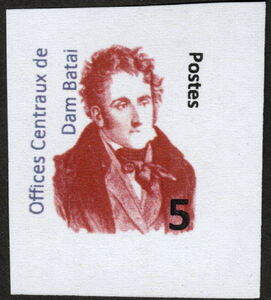 Offices Centraux de
Dam Batai
Postes
5